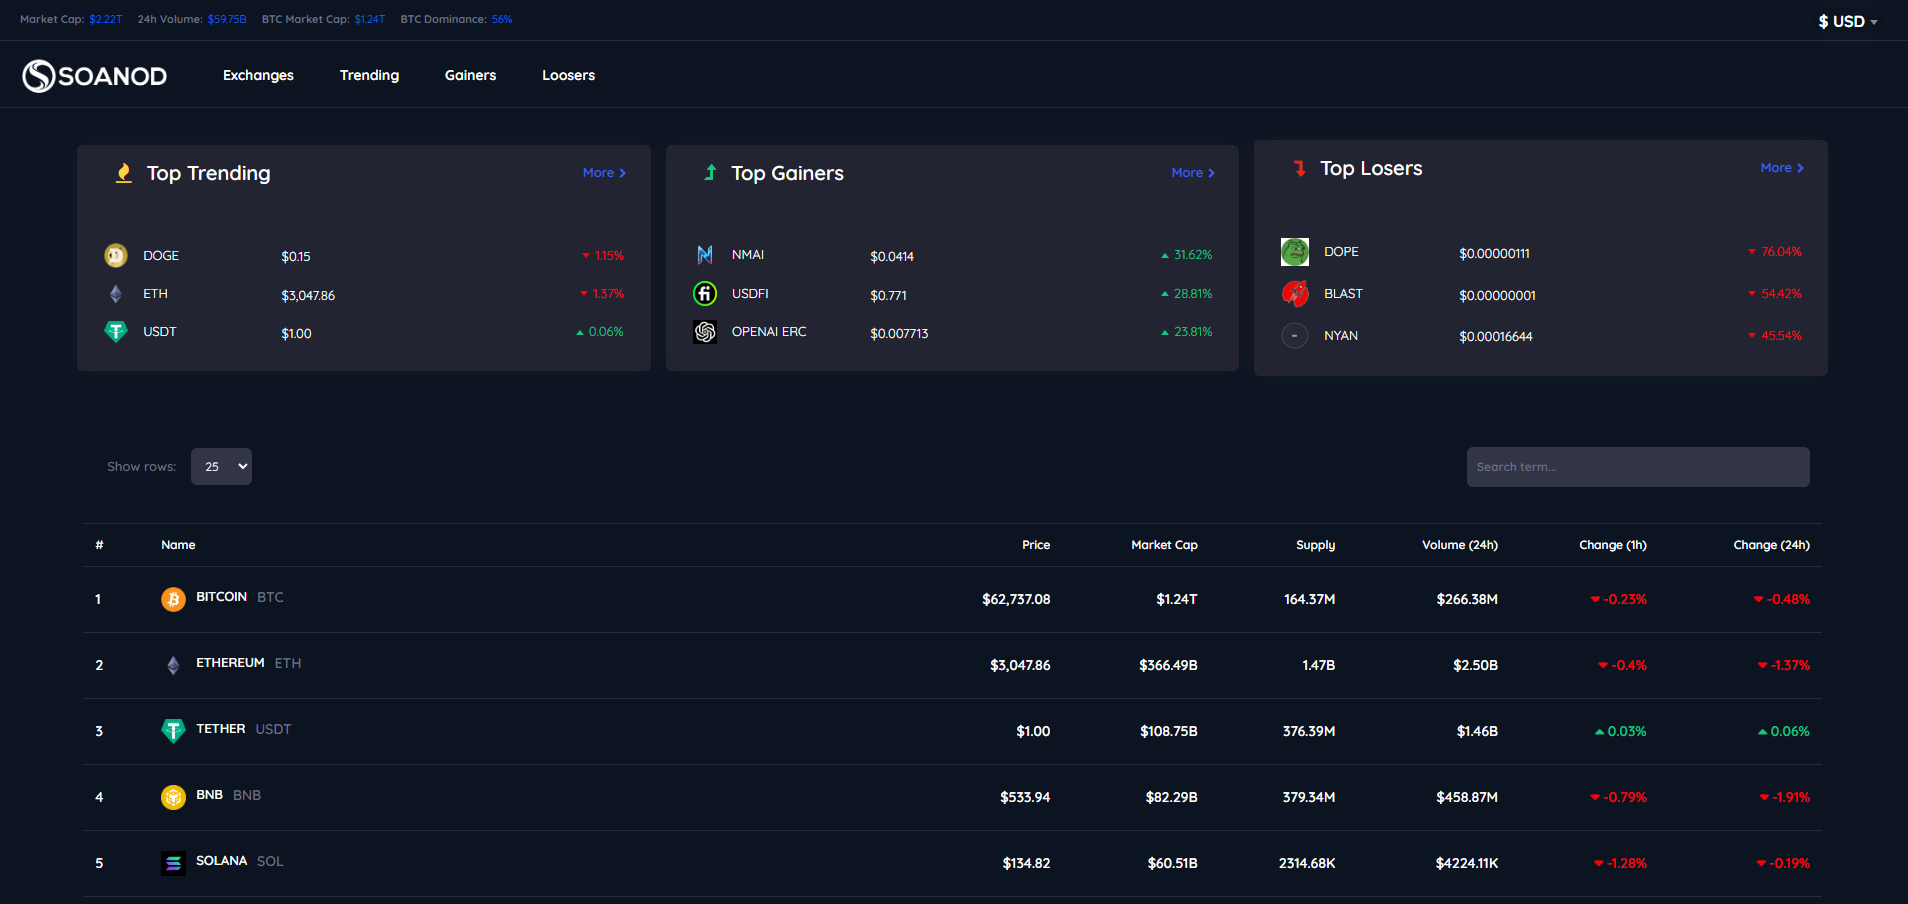 Market Cap: $2.22T 24h Volume: $59.75B BTC Market Cap: $1.24T BTC Dominance: 56% $ USD
SOANOD Exchanges Trending Gainers Loosers
Top Trending More
DOGE $0.15 1.15%
ETH $3,047.86 1.37%
USDT $1.00 0.06%
Top Gainers More
NMAI $0.0414 31.62%
USDFI $0.771 28.81%
OPENAI ERC $0.007713 23.81%
Top Losers More
DOPE $0.00000111 76.04%
BLAST $0.00000001 54.42%
- NYAN $0.00016644 45.54%
Show rows: 25 Search term...
# Name Price Market Cap Supply Volume (24h) Change (1h) Change (24h)
1 BITCOIN BTC $62,737.08 $1.24T 164.37M $266.38M -0.23% -0.48%
2 ETHEREUM ETH $3,047.86 $366.49B 1.47B $2.50B -0.4% -1.37%
3 TETHER USDT $1.00 $108.75B 376.39M $1.46B 0.03% 0.06%
4 BNB BNB $533.94 $82.29B 379.34M $458.87M -0.79% -1.91%
5 SOLANA SOL $134.82 $60.51B 2314.68K $4224.11K -1.28% -0.19%